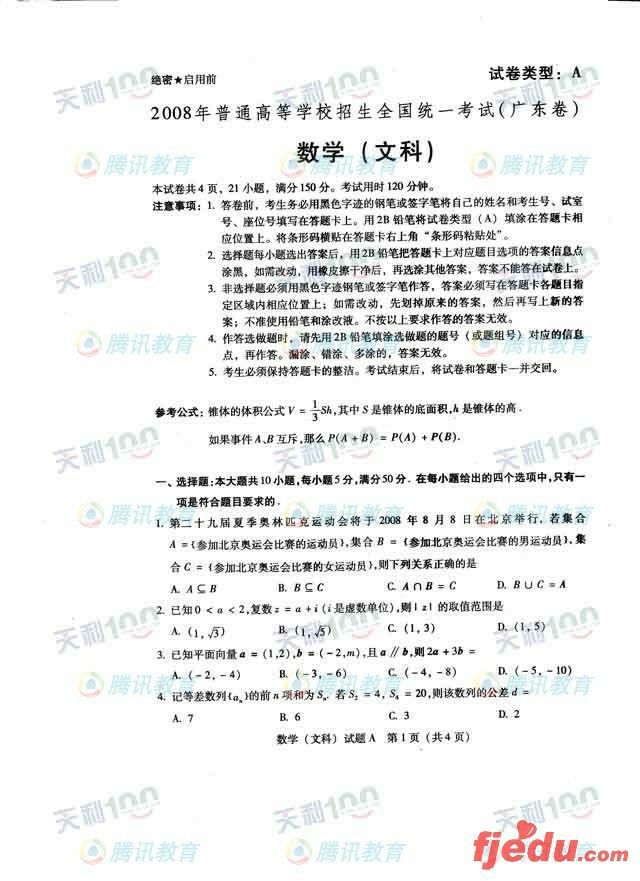 绝密★启用前
试卷类型：A
2008年普通高等学校招生全国统一考试(广东卷)
数学(文科)
本试卷共4页，21小题，满分150分。考试用时120分钟。
注意事项：1. 答卷前，考生务必用黑色字迹的钢笔或签字笔将自己的姓名和考生号、试室
号、座位号填写在答题卡上。用2B铅笔将试卷类型（A）填涂在答题卡相
应位置上。将条形码横贴在答题卡右上角“条形码粘贴处”。
2. 选择题每小题选出答案后，用2B铅笔把答题卡上对应题目选项的答案信息点
涂黑，如需改动，用橡皮擦干净后，再选涂其他答案，答案不能答在试卷上。
3. 非选择题必须用黑色字迹钢笔或签字笔作答，答案必须写在答题卡各题目指
定区域内相应位置上；如需改动，先划掉原来的答案，然后再写上新的答
案；不准使用铅笔和涂改液。不按以上要求作答的答案无效。
4. 作答选做题时，请先用2B铅笔填涂选做题的题号（或题组号）对应的信息
点，再作答。漏涂、错涂、多涂的，答案无效。
5. 考生必须保持答题卡的整洁。考试结束后，将试卷和答题卡一并交回。
参考公式：锥体的体积公式V = 1/3 Sh，其中S是锥体的底面积，h是锥体的高.
如果事件A、B互斥，那么P(A + B) = P(A) + P(B).
一、选择题：本大题共10小题，每小题5分，满分50分. 在每小题给出的四个选项中，只有一
项是符合题目要求的.
1. 第二十九届夏季奥林匹克运动会将于2008年8月8日在北京举行，若集合
A = {参加北京奥运会比赛的运动员}，集合B = {参加北京奥运会比赛的男运动员}，集
合C = {参加北京奥运会比赛的女运动员}，则下列关系正确的是
A. A ⊆ B B. B ⊆ C C. A ∩ B = C D. B ∪ C = A
2. 已知0 < a < 2，复数z = a + i（i是虚数单位），则|z|的取值范围是
A. (1, √3) B. (1, √5) C. (1, 3) D. (1, 5)
3. 已知平面向量a = (1,2)，b = (-2,m)，且a∥b，则2a + 3b =
A. (-2, -4) B. (-3, -6) C. (-4, -8) D. (-5, -10)
4. 记等差数列{aₙ}的前n项和为Sₙ. 若S₂ = 4，S₄ = 20，则该数列的公差d =
A. 7 B. 6 C. 3 D. 2
数学（文科）试题A 第1页（共4页）
天利100
腾讯教育
fjedu.com